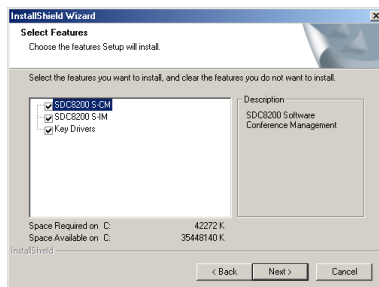 InstallShield Wizard
Select Features
Choose the features Setup will install.
Select the features you want to install, and clear the features you do not want to install.
SDC8200 S-CM
SDC8200 S-IM
Key Drivers
Description
SDC8200 Software
Conference Management
Space Required on C: 42272 K
Space Available on C: 35448140 K
InstallShield
< Back
Next >
Cancel